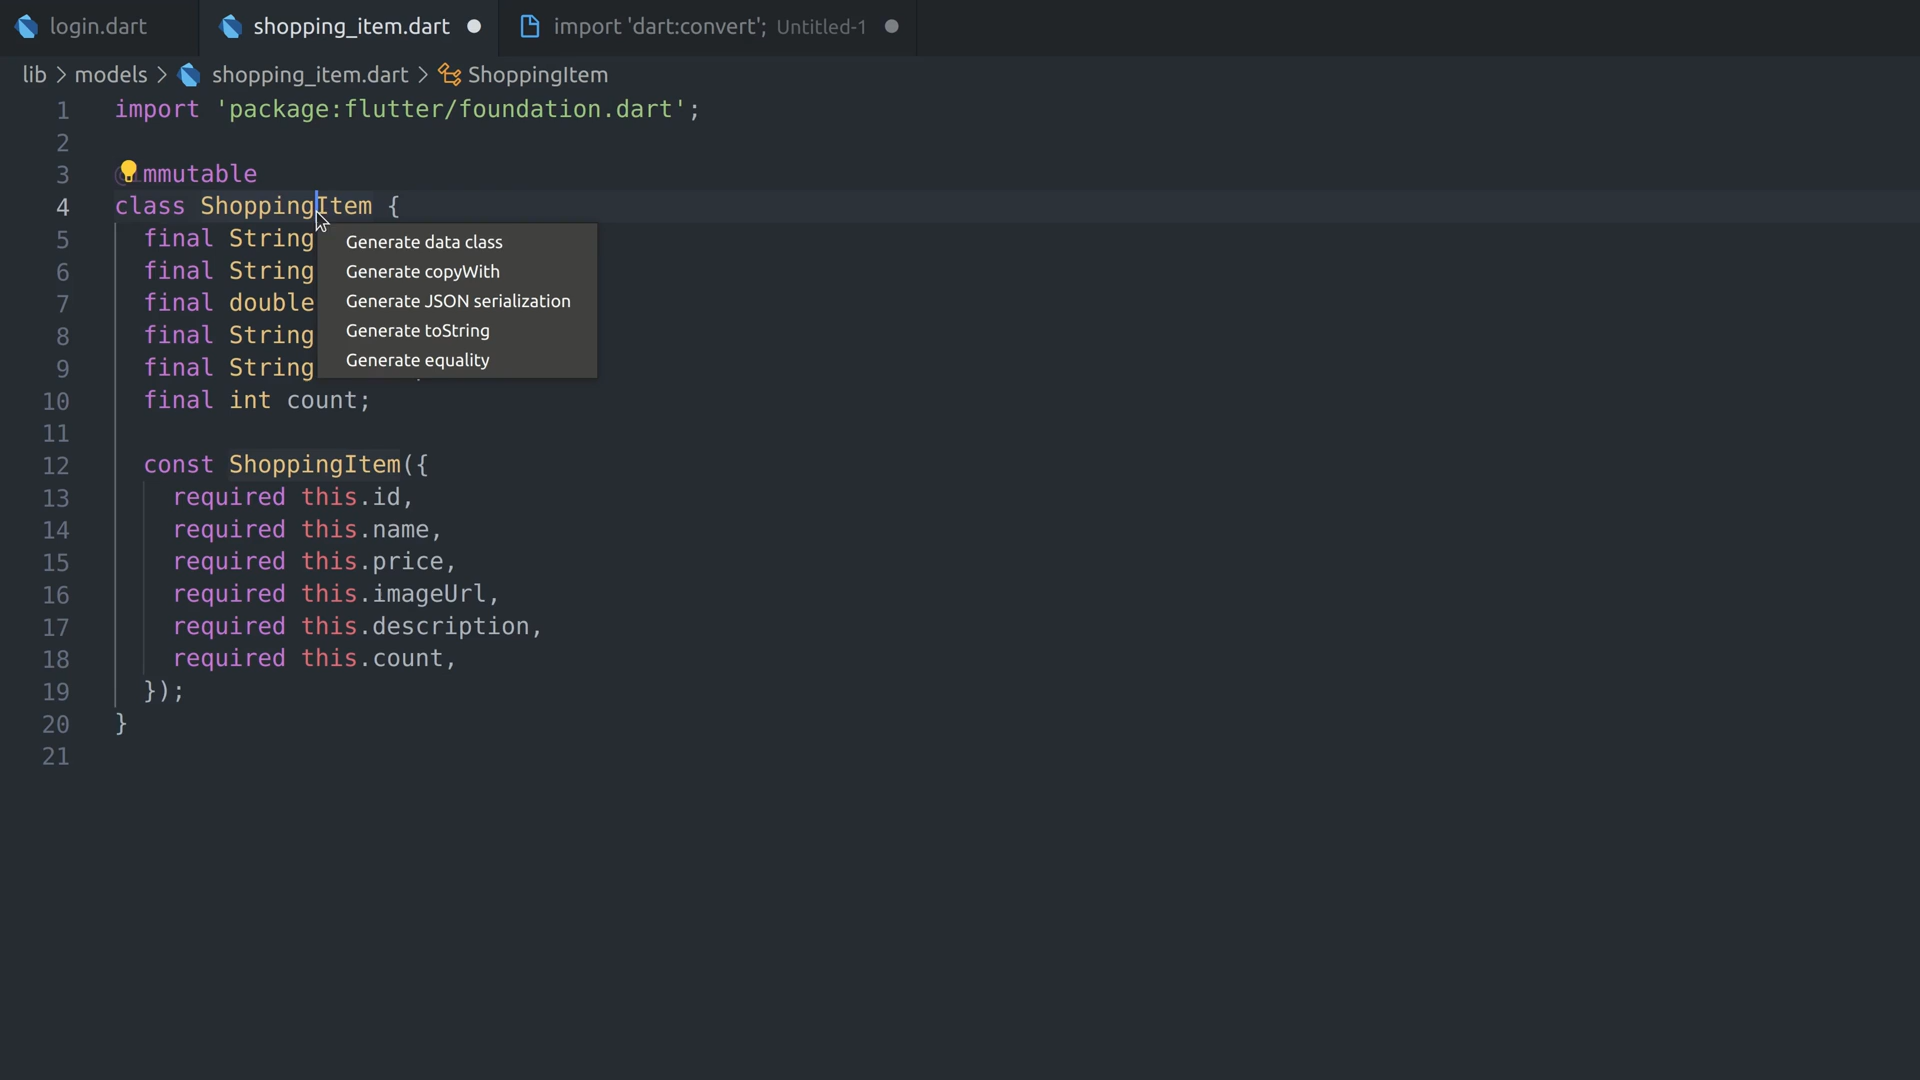 login.dart
shopping_item.dart
import 'dart:convert'; Untitled-1
lib > models > shopping_item.dart > ShoppingItem
1 import 'package:flutter/foundation.dart';
2
3 mmutable
4 class ShoppingItem {
5 final String
6 final String
7 final double
8 final String
9 final String
10 final int count;
11
12 const ShoppingItem({
13 required this.id,
14 required this.name,
15 required this.price,
16 required this.imageUrl,
17 required this.description,
18 required this.count,
19 });
20 }
21
Generate data class
Generate copyWith
Generate JSON serialization
Generate toString
Generate equality